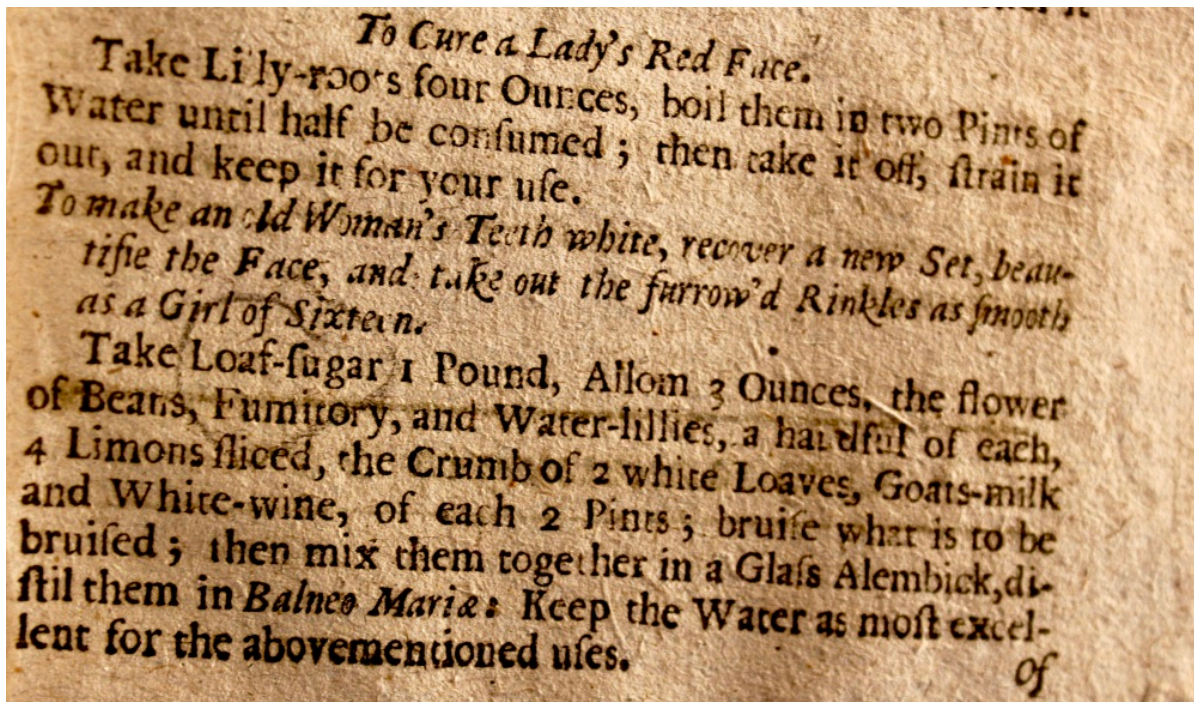 To Cure a Lady's Red Face.
Take Lilly-roots four Ounces, boil them in two Pints of
Water until half be conſumed ; then take it off, ſtrain it
out, and keep it for your uſe.
To make an old Woman's Teeth white, recover a new Set, beau-
tifie the Face, and take out the furrow'd Rinkles as ſmooth
as a Girl of Sixteen.
Take Loaf-ſugar 1 Pound, Allom 3 Ounces, the flower
of Beans, Fumitory, and Water-lillies, a handful of each,
4 Limons ſliced, the Crumb of 2 white Loaves, Goats-milk
and White-wine, of each 2 Pints ; bruiſe what is to be
bruiſed ; then mix them together in a Glaſs Alembick, di-
ſtil them in Balneo Mariæ: Keep the Water as moſt excel-
lent for the abovementioned uſes.
Of